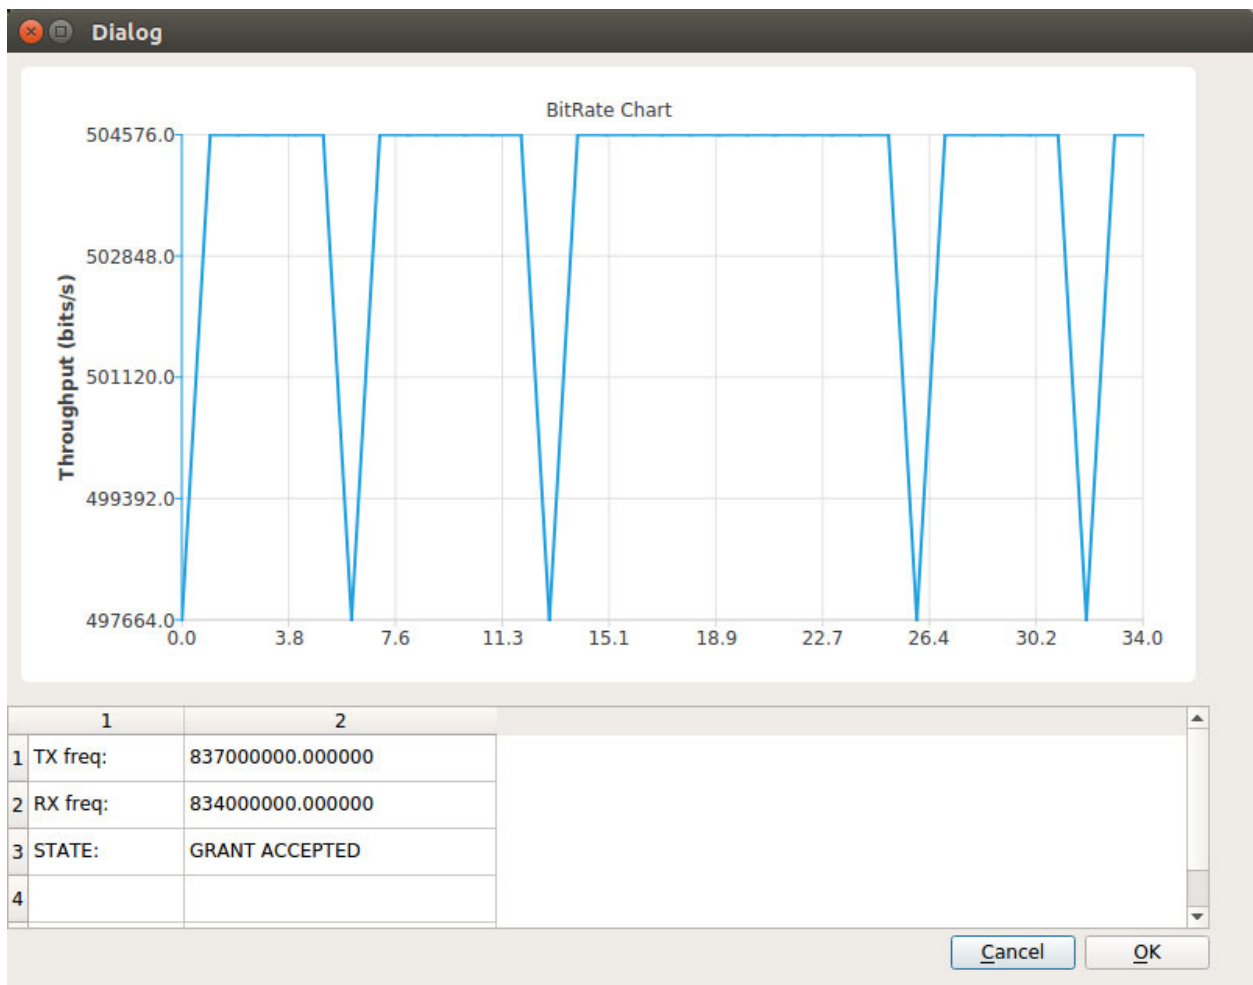 Dialog
BitRate Chart
Throughput (bits/s)
504576.0
502848.0
501120.0
499392.0
497664.0
0.0 3.8 7.6 11.3 15.1 18.9 22.7 26.4 30.2 34.0
1 2
1 TX freq: 837000000.000000
2 RX freq: 834000000.000000
3 STATE: GRANT ACCEPTED
4
Cancel OK